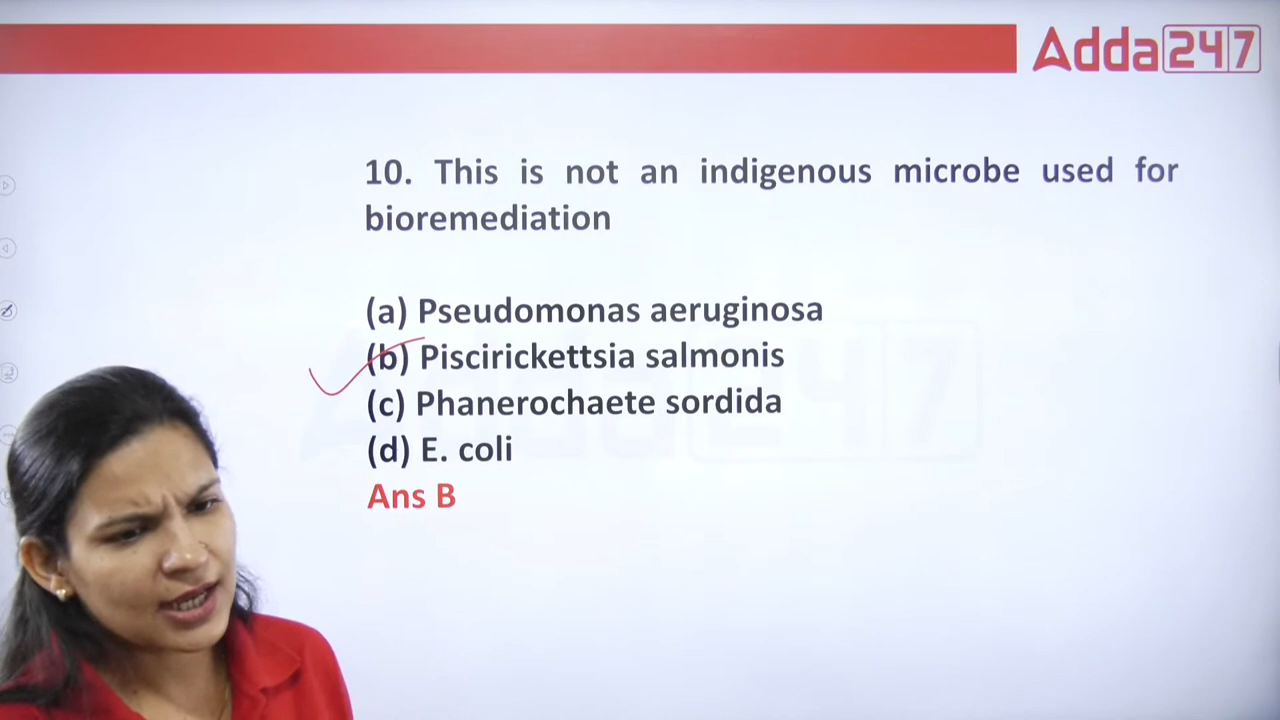 Adda247
10. This is not an indigenous microbe used for
bioremediation
(a) Pseudomonas aeruginosa
(b) Piscirickettsia salmonis
(c) Phanerochaete sordida
(d) E. coli
Ans B
Adda247